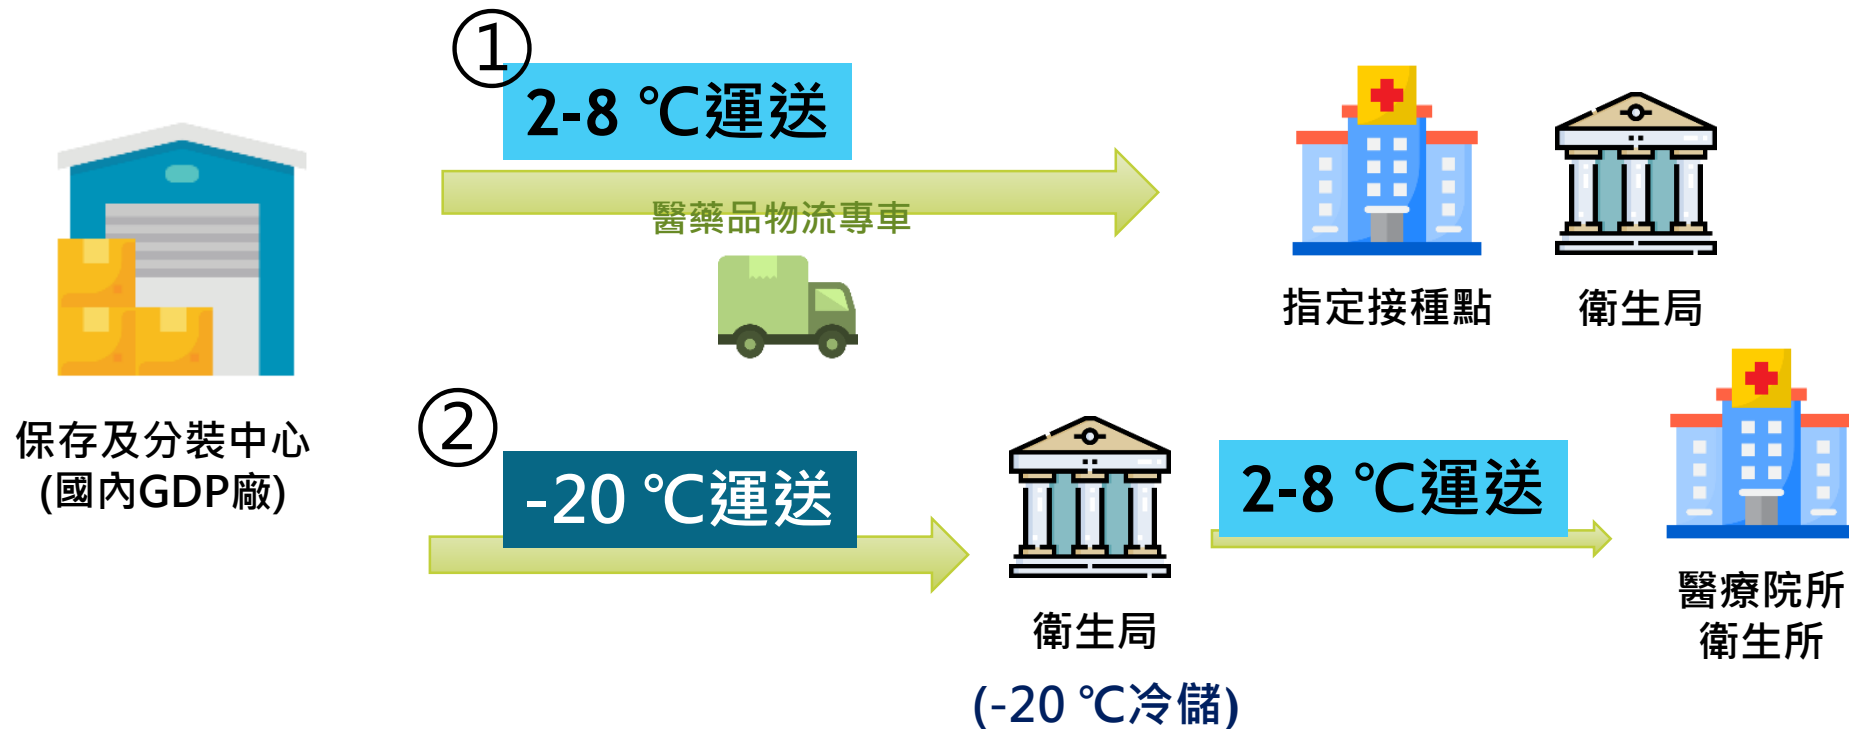 ①
2-8 ℃運送
醫藥品物流專車
指定接種點
衛生局
保存及分裝中心
(國內GDP廠)
②
-20 ℃運送
衛生局
(-20 ℃冷儲)
2-8 ℃運送
醫療院所
衛生所